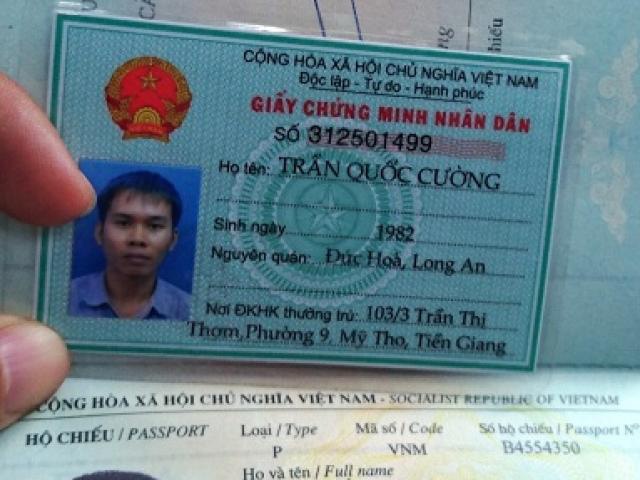 CỘNG HÒA XÃ HỘI CHỦ NGHĨA VIỆT NAM
Độc lập - Tự do - Hạnh phúc
GIẤY CHỨNG MINH NHÂN DÂN
SỐ 312501499
Họ tên: TRẦN QUỐC CƯỜNG
Sinh ngày 1982
Nguyên quán: Đức Hoà, Long An
Nơi ĐKHK thường trú: 103/3 Trần Thị
Thơm, Phường 9, Mỹ Tho, Tiền Giang
CỘNG HÒA XÃ HỘI CHỦ NGHĨA VIỆT NAM - SOCIALIST REPUBLIC OF VIETNAM
HỘ CHIẾU / PASSPORT Loại / Type Mã số / Code Số hộ chiếu / Passport Nº
P VNM B4554350
Họ và tên / Full name